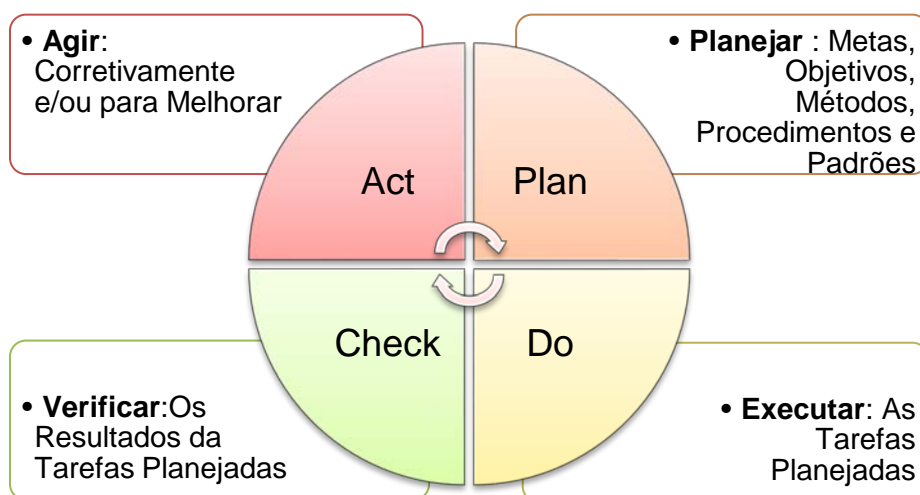 • Agir:
Corretivamente
e/ou para Melhorar
• Planejar : Metas,
Objetivos,
Métodos,
Procedimentos e
Padrões
Act
Plan
Check
Do
• Verificar:Os
Resultados da
Tarefas Planejadas
• Executar: As
Tarefas
Planejadas